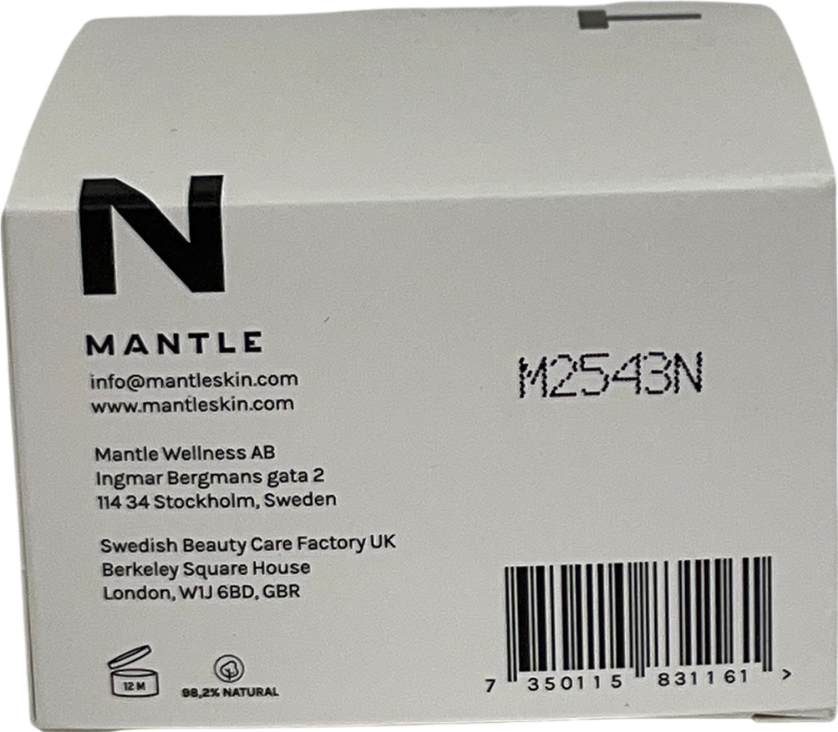 N
MANTLE
info@mantleskin.com
www.mantleskin.com
Mantle Wellness AB
Ingmar Bergmans gata 2
114 34 Stockholm, Sweden
Swedish Beauty Care Factory UK
Berkeley Square House
London, W1J 6BD, GBR
12 M
98,2% NATURAL
M2543N
7 350115 831161 >